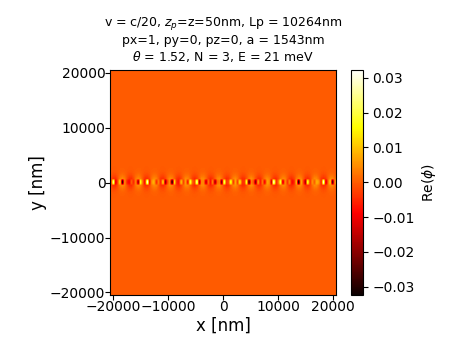 v = c/20, z_p=z=50nm, Lp = 10264nm
px=1, py=0, pz=0, a = 1543nm
θ = 1.52, N = 3, E = 21 meV
20000
10000
0
−10000
−20000
y [nm]
−20000 −10000 0 10000 20000
x [nm]
0.03
0.02
0.01
0.00
−0.01
−0.02
−0.03
Re(ϕ)